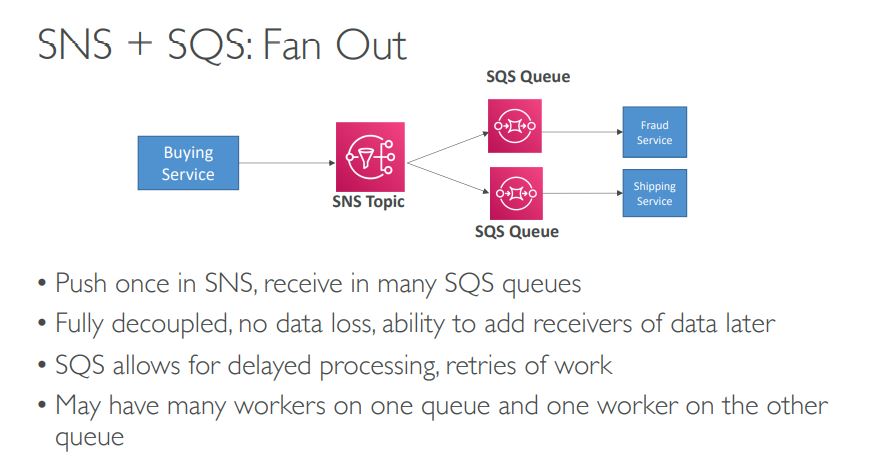 SNS + SQS: Fan Out
SQS Queue
Buying
Service
Fraud
Service
SNS Topic
Shipping
Service
SQS Queue
• Push once in SNS, receive in many SQS queues
• Fully decoupled, no data loss, ability to add receivers of data later
• SQS allows for delayed processing, retries of work
• May have many workers on one queue and one worker on the other
queue